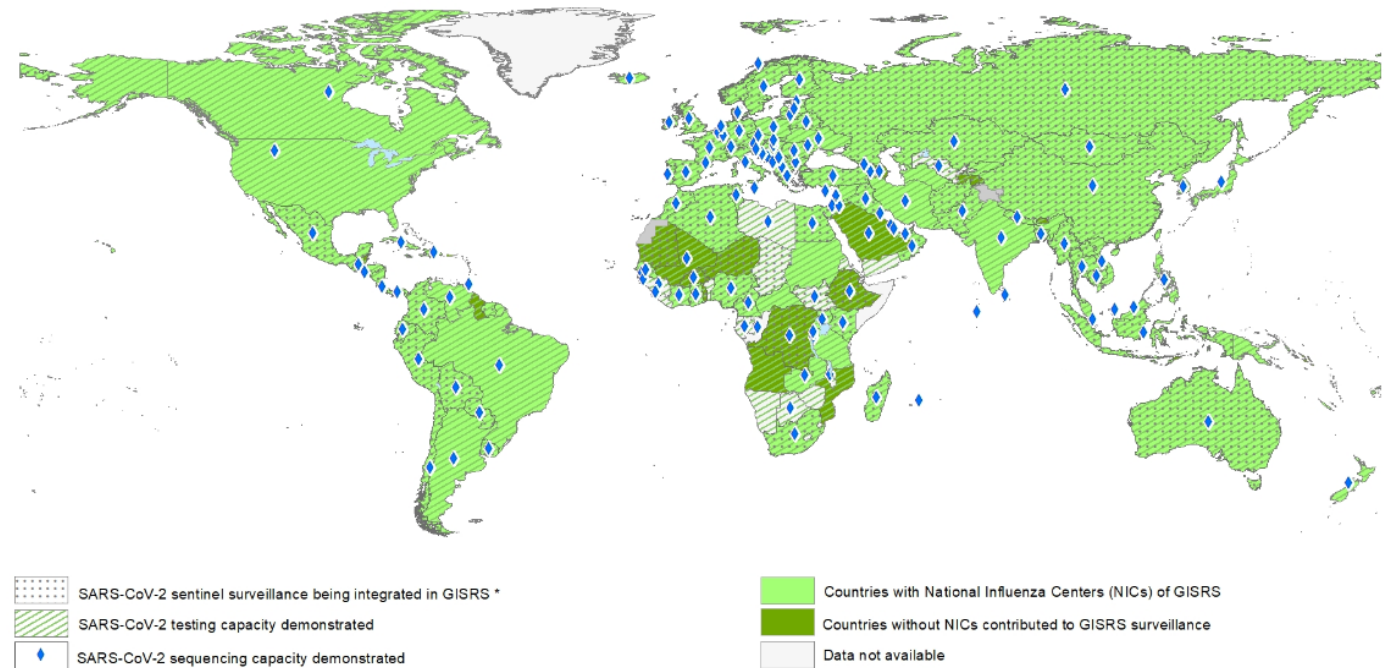 SARS-CoV-2 sentinel surveillance being integrated in GISRS *
SARS-CoV-2 testing capacity demonstrated
SARS-CoV-2 sequencing capacity demonstrated
Countries with National Influenza Centers (NICs) of GISRS
Countries without NICs contributed to GISRS surveillance
Data not available